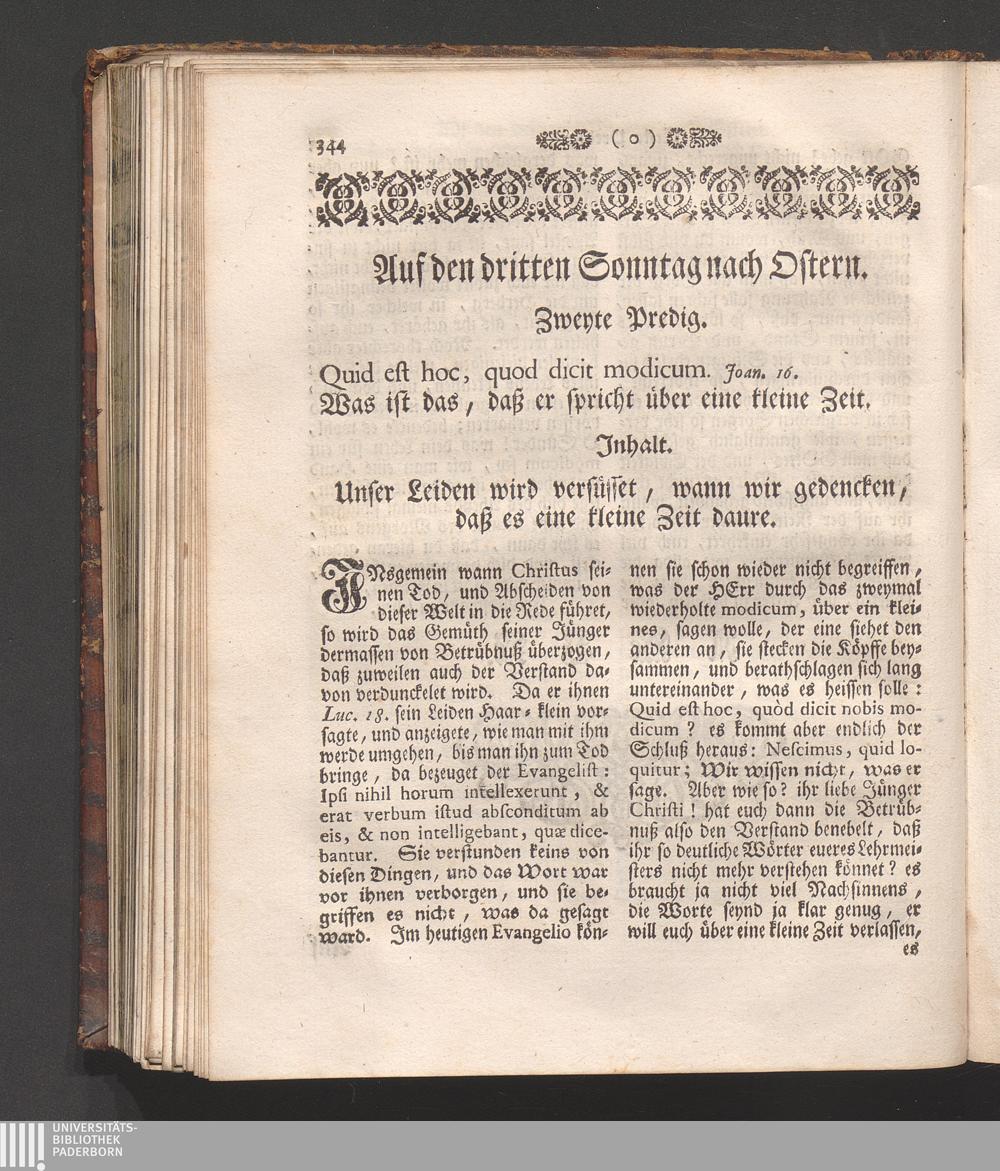 344
( o )
Auf den dritten Sonntag nach Ostern.
Zweyte Predig.
Quid est hoc, quod dicit modicum. Joan. 16.
Was ist das, daß er spricht über eine kleine Zeit.
Inhalt.
Unser Leiden wird versüsset, wann wir gedencken,
daß es eine kleine Zeit daure.
INsgemein wann Christus sei-
nen Tod, und Abscheiden von
dieser Welt in die Rede führet,
so wird das Gemüth seiner Jünger
dermassen von Betrübnuß überzogen,
daß zuweilen auch der Verstand da-
von verdunckelet wird. Da er ihnen
Luc. 18. sein Leiden Haar-klein vor-
sagte, und anzeigete, wie man mit ihm
werde umgehen, bis man ihn zum Tod
bringe, da bezeuget der Evangelist:
Ipsi nihil horum intellexerunt, &
erat verbum istud absconditum ab
eis, & non intelligebant, quæ dice-
bantur. Sie verstunden keins von
diesen Dingen, und das Wort war
vor ihnen verborgen, und sie be-
griffen es nicht, was da gesagt
ward. Im heutigen Evangelio kön-
nen sie schon wieder nicht begreiffen,
was der HErr durch das zweymal
wiederholte modicum, über ein klei-
nes, sagen wolle, der eine siehet den
anderen an, sie stecken die Köpffe bey-
sammen, und berathschlagen sich lang
untereinander, was es heissen solle:
Quid est hoc, quòd dicit nobis mo-
dicum? es kommt aber endlich der
Schluß heraus: Nescimus, quid lo-
quitur; Wir wissen nicht, was er
sage. Aber wie so? ihr liebe Jünger
Christi! hat euch dann die Betrüb-
nuß also den Verstand benebelt, daß
ihr so deutliche Wörter eueres Lehrmei-
sters nicht mehr verstehen könnet? es
braucht ja nicht viel Nachsinnens,
die Worte seynd ja klar genug, er
will euch über eine kleine Zeit verlassen,
es
UNIVERSITÄTS-
BIBLIOTHEK
PADERBORN